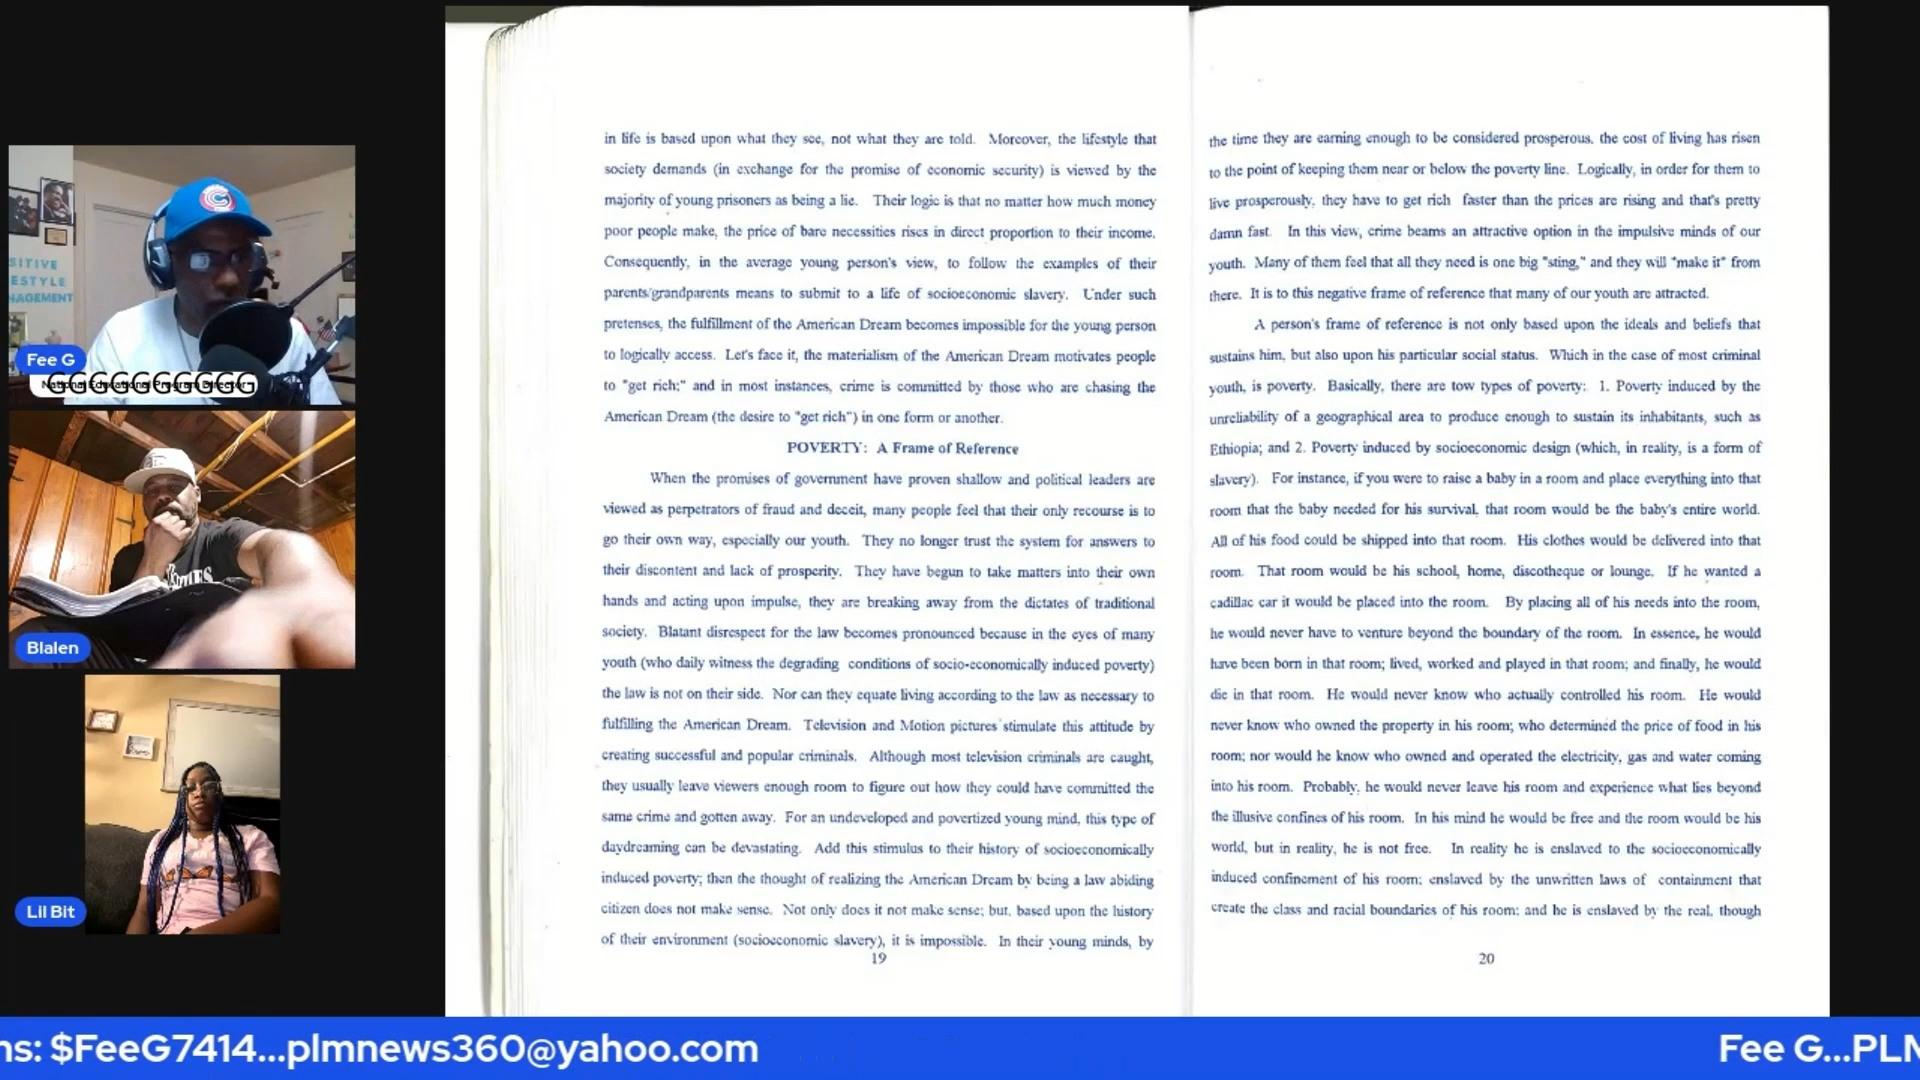 SITIVE
ESTYLE
NAGEMENT
Fee G
National Educational Program Director
GGGGGGGGGG
Blalen
Lil Bit
in life is based upon what they see, not what they are told. Moreover, the lifestyle that
society demands (in exchange for the promise of economic security) is viewed by the
majority of young prisoners as being a lie. Their logic is that no matter how much money
poor people make, the price of bare necessities rises in direct proportion to their income.
Consequently, in the average young person's view, to follow the examples of their
parents/grandparents means to submit to a life of socioeconomic slavery. Under such
pretenses, the fulfillment of the American Dream becomes impossible for the young person
to logically access. Let's face it, the materialism of the American Dream motivates people
to "get rich;" and in most instances, crime is committed by those who are chasing the
American Dream (the desire to "get rich") in one form or another.
POVERTY: A Frame of Reference
When the promises of government have proven shallow and political leaders are
viewed as perpetrators of fraud and deceit, many people feel that their only recourse is to
go their own way, especially our youth. They no longer trust the system for answers to
their discontent and lack of prosperity. They have begun to take matters into their own
hands and acting upon impulse, they are breaking away from the dictates of traditional
society. Blatant disrespect for the law becomes pronounced because in the eyes of many
youth (who daily witness the degrading conditions of socio-economically induced poverty)
the law is not on their side. Nor can they equate living according to the law as necessary to
fulfilling the American Dream. Television and Motion pictures stimulate this attitude by
creating successful and popular criminals. Although most television criminals are caught,
they usually leave viewers enough room to figure out how they could have committed the
same crime and gotten away. For an undeveloped and povertized young mind, this type of
daydreaming can be devastating. Add this stimulus to their history of socioeconomically
induced poverty; then the thought of realizing the American Dream by being a law abiding
citizen does not make sense. Not only does it not make sense; but, based upon the history
of their environment (socioeconomic slavery), it is impossible. In their young minds, by
19
the time they are earning enough to be considered prosperous, the cost of living has risen
to the point of keeping them near or below the poverty line. Logically, in order for them to
live prosperously, they have to get rich faster than the prices are rising and that's pretty
damn fast. In this view, crime beams an attractive option in the impulsive minds of our
youth. Many of them feel that all they need is one big "sting," and they will "make it" from
there. It is to this negative frame of reference that many of our youth are attracted.
A person's frame of reference is not only based upon the ideals and beliefs that
sustains him, but also upon his particular social status. Which in the case of most criminal
youth, is poverty. Basically, there are tow types of poverty: 1. Poverty induced by the
unreliability of a geographical area to produce enough to sustain its inhabitants, such as
Ethiopia; and 2. Poverty induced by socioeconomic design (which, in reality, is a form of
slavery). For instance, if you were to raise a baby in a room and place everything into that
room that the baby needed for his survival, that room would be the baby's entire world.
All of his food could be shipped into that room. His clothes would be delivered into that
room. That room would be his school, home, discotheque or lounge. If he wanted a
cadillac car it would be placed into the room. By placing all of his needs into the room,
he would never have to venture beyond the boundary of the room. In essence, he would
have been born in that room; lived, worked and played in that room; and finally, he would
die in that room. He would never know who actually controlled his room. He would
never know who owned the property in his room; who determined the price of food in his
room; nor would he know who owned and operated the electricity, gas and water coming
into his room. Probably, he would never leave his room and experience what lies beyond
the illusive confines of his room. In his mind he would be free and the room would be his
world, but in reality, he is not free. In reality he is enslaved to the socioeconomically
induced confinement of his room; enslaved by the unwritten laws of containment that
create the class and racial boundaries of his room; and he is enslaved by the real, though
20
ns: $FeeG7414...plmnews360@yahoo.com
Fee G...PLM